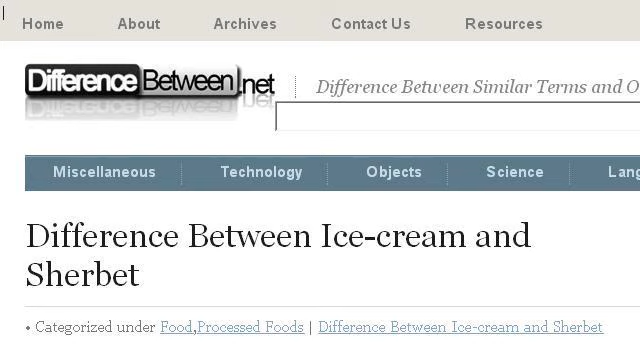 Home About Archives Contact Us Resources
DifferenceBetween.net
Difference Between Similar Terms and O
Miscellaneous Technology Objects Science Lang
Difference Between Ice-cream and
Sherbet
• Categorized under Food,Processed Foods | Difference Between Ice-cream and Sherbet